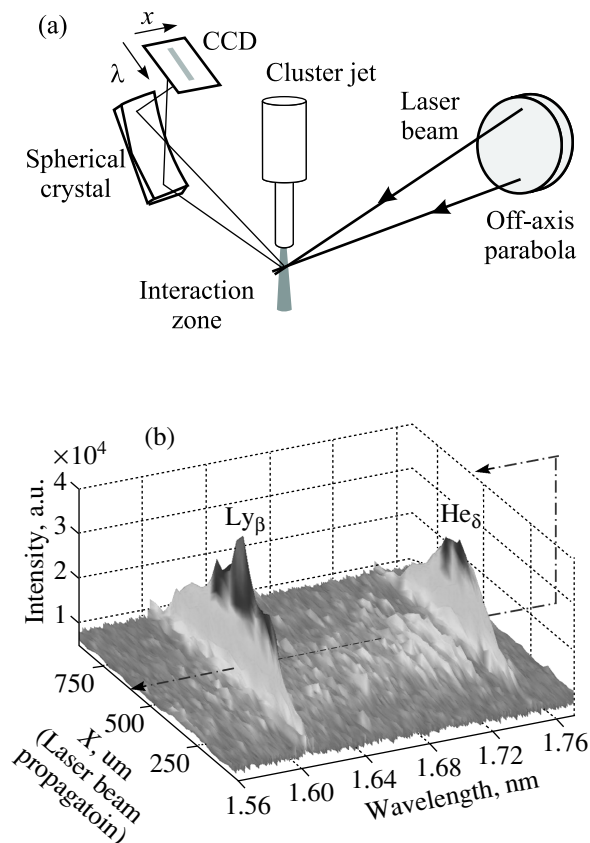 (a)
x
λ
CCD
Cluster jet
Laser
beam
Spherical
crystal
Off-axis
parabola
Interaction
zone
(b)
×10⁴
4
3
2
1
Intensity, a.u.
Lyβ
Heδ
750
500
250
X, um
(Laser beam
propagatoin)
1.56
1.60
1.64
1.68
1.72
1.76
Wavelength, nm